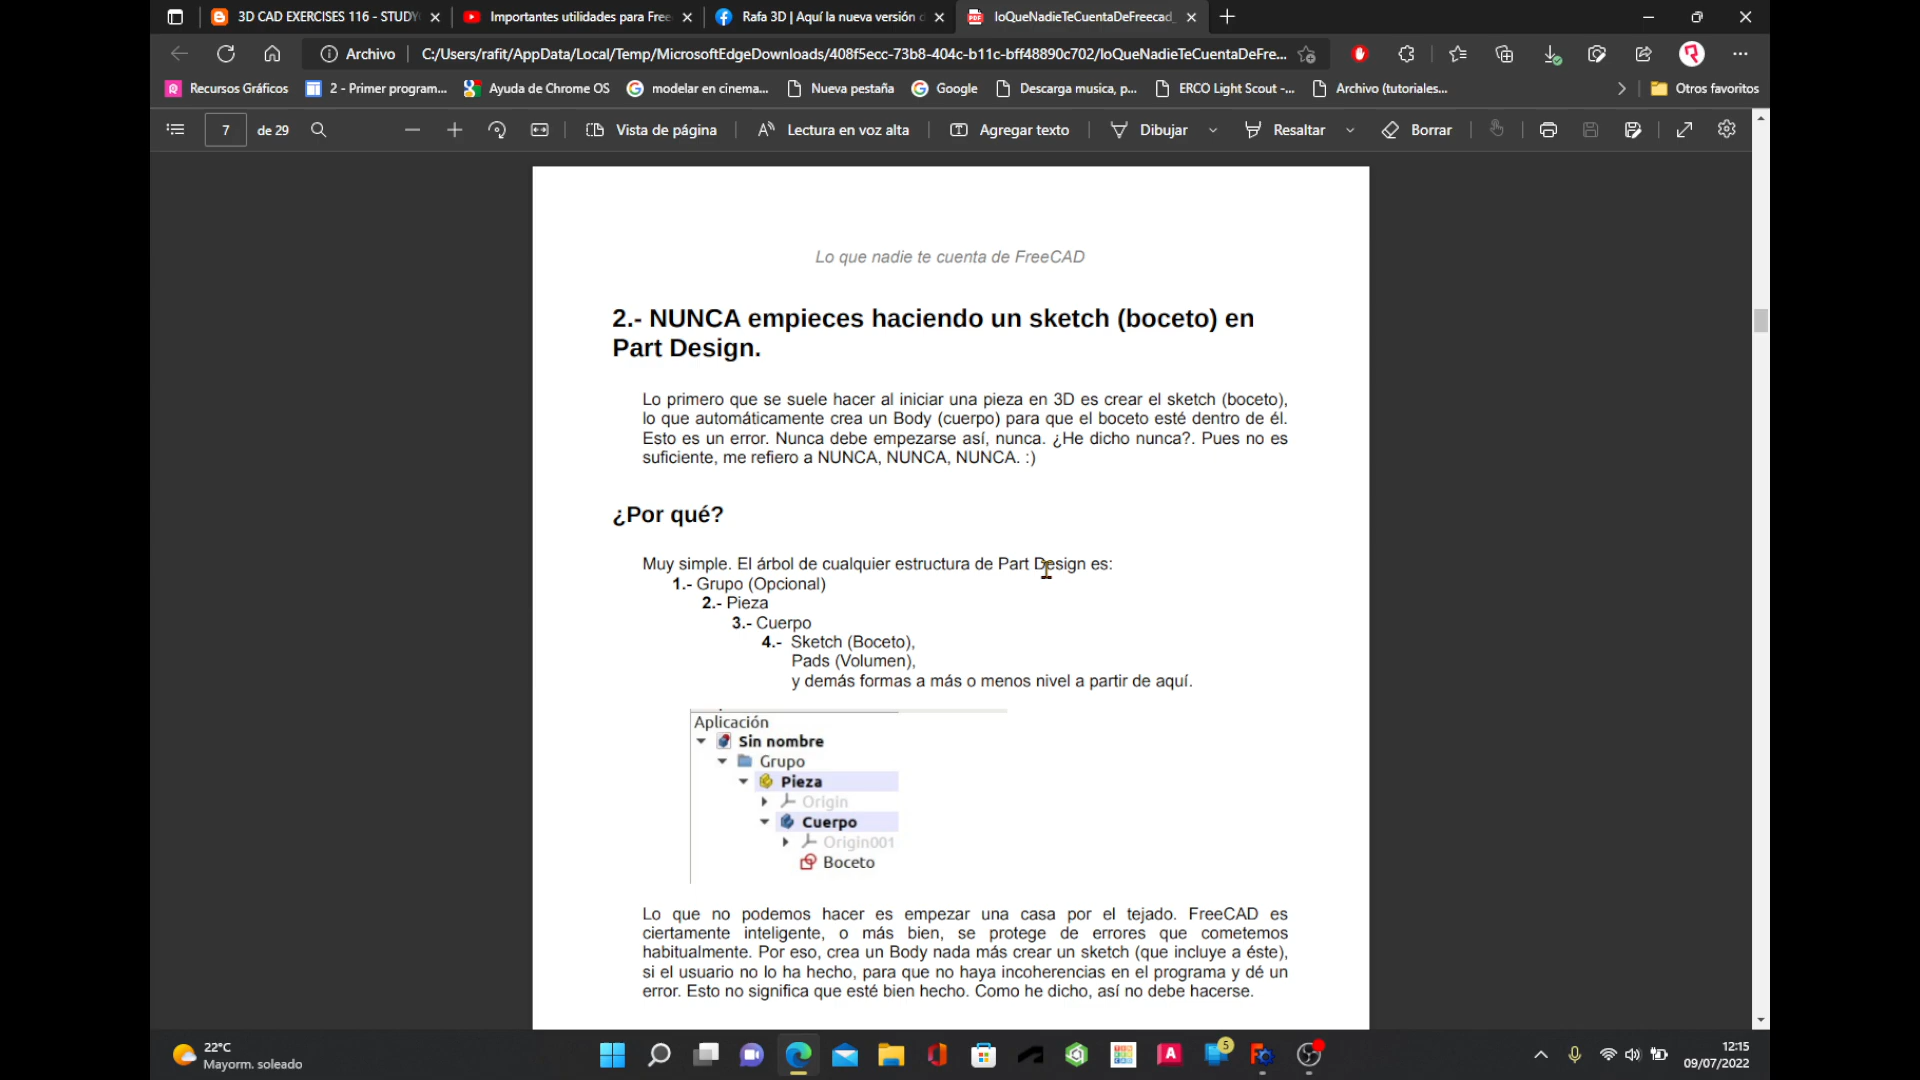 3D CAD EXERCISES 116 - STUDY
Importantes utilidades para Free
Rafa 3D | Aquí la nueva versión
loQueNadieTeCuentaDeFreecad_
Archivo
C:/Users/rafit/AppData/Local/Temp/MicrosoftEdgeDownloads/408f5ecc-73b8-404c-b11c-bff48890c702/loQueNadieTeCuentaDeFre...
Recursos Gráficos
2 - Primer program...
Ayuda de Chrome OS
modelar en cinema...
Nueva pestaña
Google
Descarga musica, p...
ERCO Light Scout -...
Archivo (tutoriales...
Otros favoritos
7 de 29
Vista de página
Lectura en voz alta
Agregar texto
Dibujar
Resaltar
Borrar
Lo que nadie te cuenta de FreeCAD
2.- NUNCA empieces haciendo un sketch (boceto) en
Part Design.
Lo primero que se suele hacer al iniciar una pieza en 3D es crear el sketch (boceto),
lo que automáticamente crea un Body (cuerpo) para que el boceto esté dentro de él.
Esto es un error. Nunca debe empezarse así, nunca. ¿He dicho nunca?. Pues no es
suficiente, me refiero a NUNCA, NUNCA, NUNCA. :)
¿Por qué?
Muy simple. El árbol de cualquier estructura de Part Design es:
1.- Grupo (Opcional)
2.- Pieza
3.- Cuerpo
4.- Sketch (Boceto),
Pads (Volumen),
y demás formas a más o menos nivel a partir de aquí.
Aplicación
Sin nombre
Grupo
Pieza
Origin
Cuerpo
Origin001
Boceto
Lo que no podemos hacer es empezar una casa por el tejado. FreeCAD es
ciertamente inteligente, o más bien, se protege de errores que cometemos
habitualmente. Por eso, crea un Body nada más crear un sketch (que incluye a éste),
si el usuario no lo ha hecho, para que no haya incoherencias en el programa y dé un
error. Esto no significa que esté bien hecho. Como he dicho, así no debe hacerse.
22°C
Mayorm. soleado
5
12:15
09/07/2022